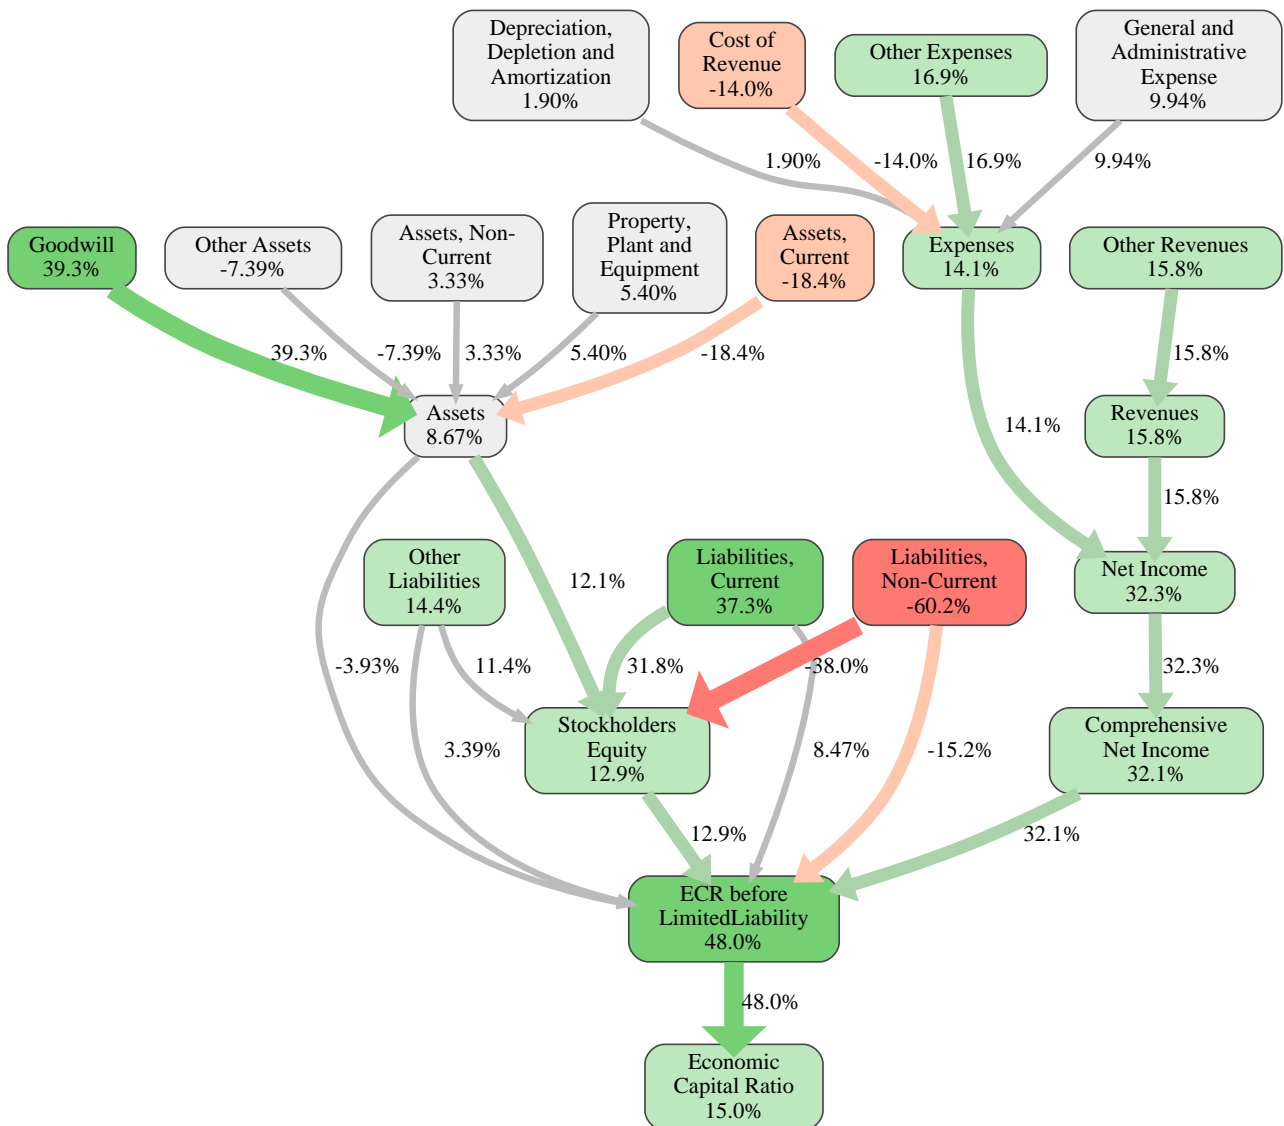 Depreciation,
Depletion and
Amortization
1.90%
Cost of
Revenue
-14.0%
Other Expenses
16.9%
General and
Administrative
Expense
9.94%
1.90%
-14.0%
16.9%
9.94%
Goodwill
39.3%
Other Assets
-7.39%
Assets, Non-
Current
3.33%
Property,
Plant and
Equipment
5.40%
Assets,
Current
-18.4%
Expenses
14.1%
Other Revenues
15.8%
39.3%
-7.39%
3.33%
5.40%
-18.4%
15.8%
Assets
8.67%
14.1%
Revenues
15.8%
15.8%
Other
Liabilities
14.4%
12.1%
Liabilities,
Current
37.3%
Liabilities,
Non-Current
-60.2%
Net Income
32.3%
-3.93%
11.4%
31.8%
-38.0%
32.3%
Stockholders
Equity
12.9%
3.39%
8.47%
-15.2%
Comprehensive
Net Income
32.1%
12.9%
32.1%
ECR before
LimitedLiability
48.0%
48.0%
Economic
Capital Ratio
15.0%